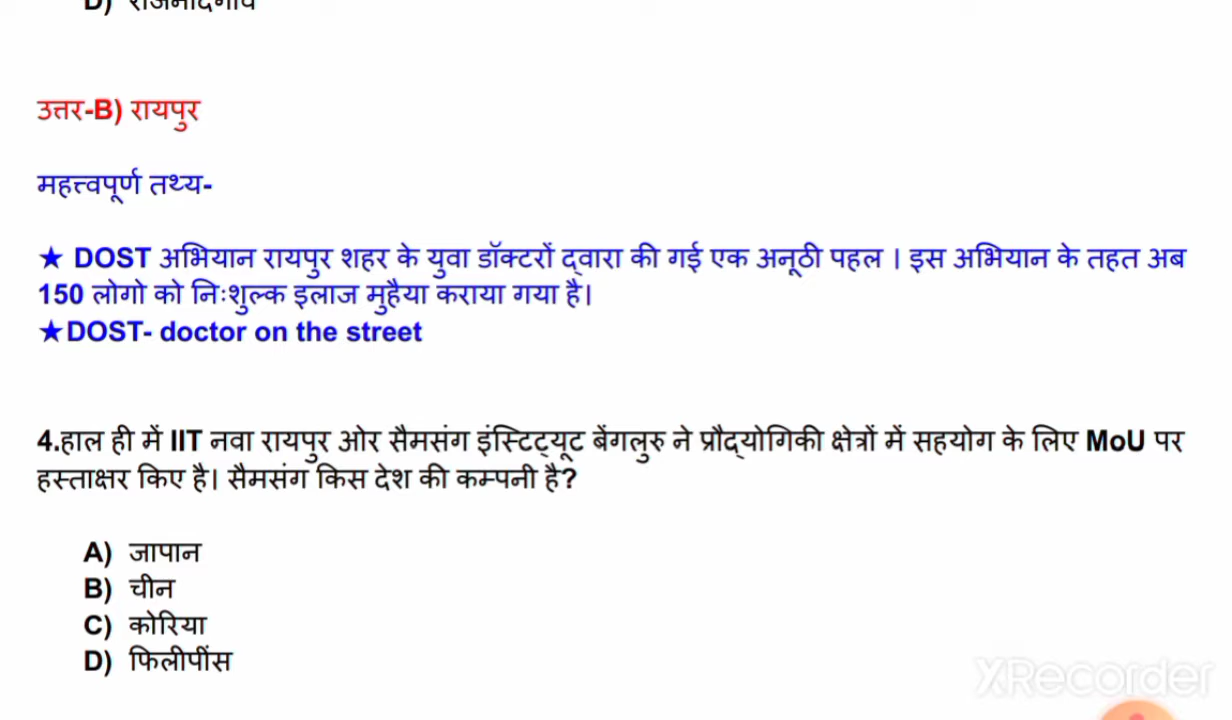 D) राजनांदगांव
उत्तर-B) रायपुर
महत्त्वपूर्ण तथ्य-
★ DOST अभियान रायपुर शहर के युवा डॉक्टरों द्वारा की गई एक अनूठी पहल । इस अभियान के तहत अब
150 लोगो को निःशुल्क इलाज मुहैया कराया गया है।
★DOST- doctor on the street
4.हाल ही में IIT नवा रायपुर ओर सैमसंग इंस्टिट्यूट बेंगलुरु ने प्रौद्योगिकी क्षेत्रों में सहयोग के लिए MoU पर
हस्ताक्षर किए है। सैमसंग किस देश की कम्पनी है?
A) जापान
B) चीन
C) कोरिया
D) फिलीपींस
XRecorder